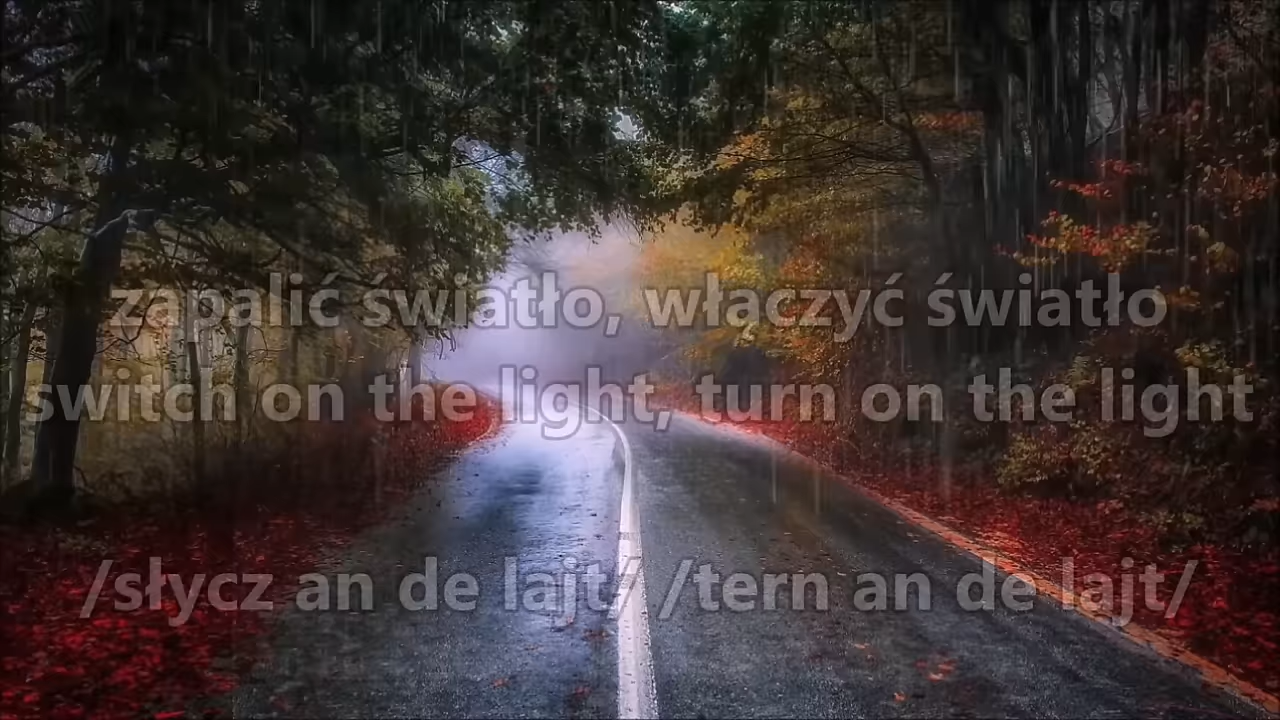 zapalić światło, właczyć światło
switch on the light, turn on the light
/słycz an de lajt/ /tern an de lajt/